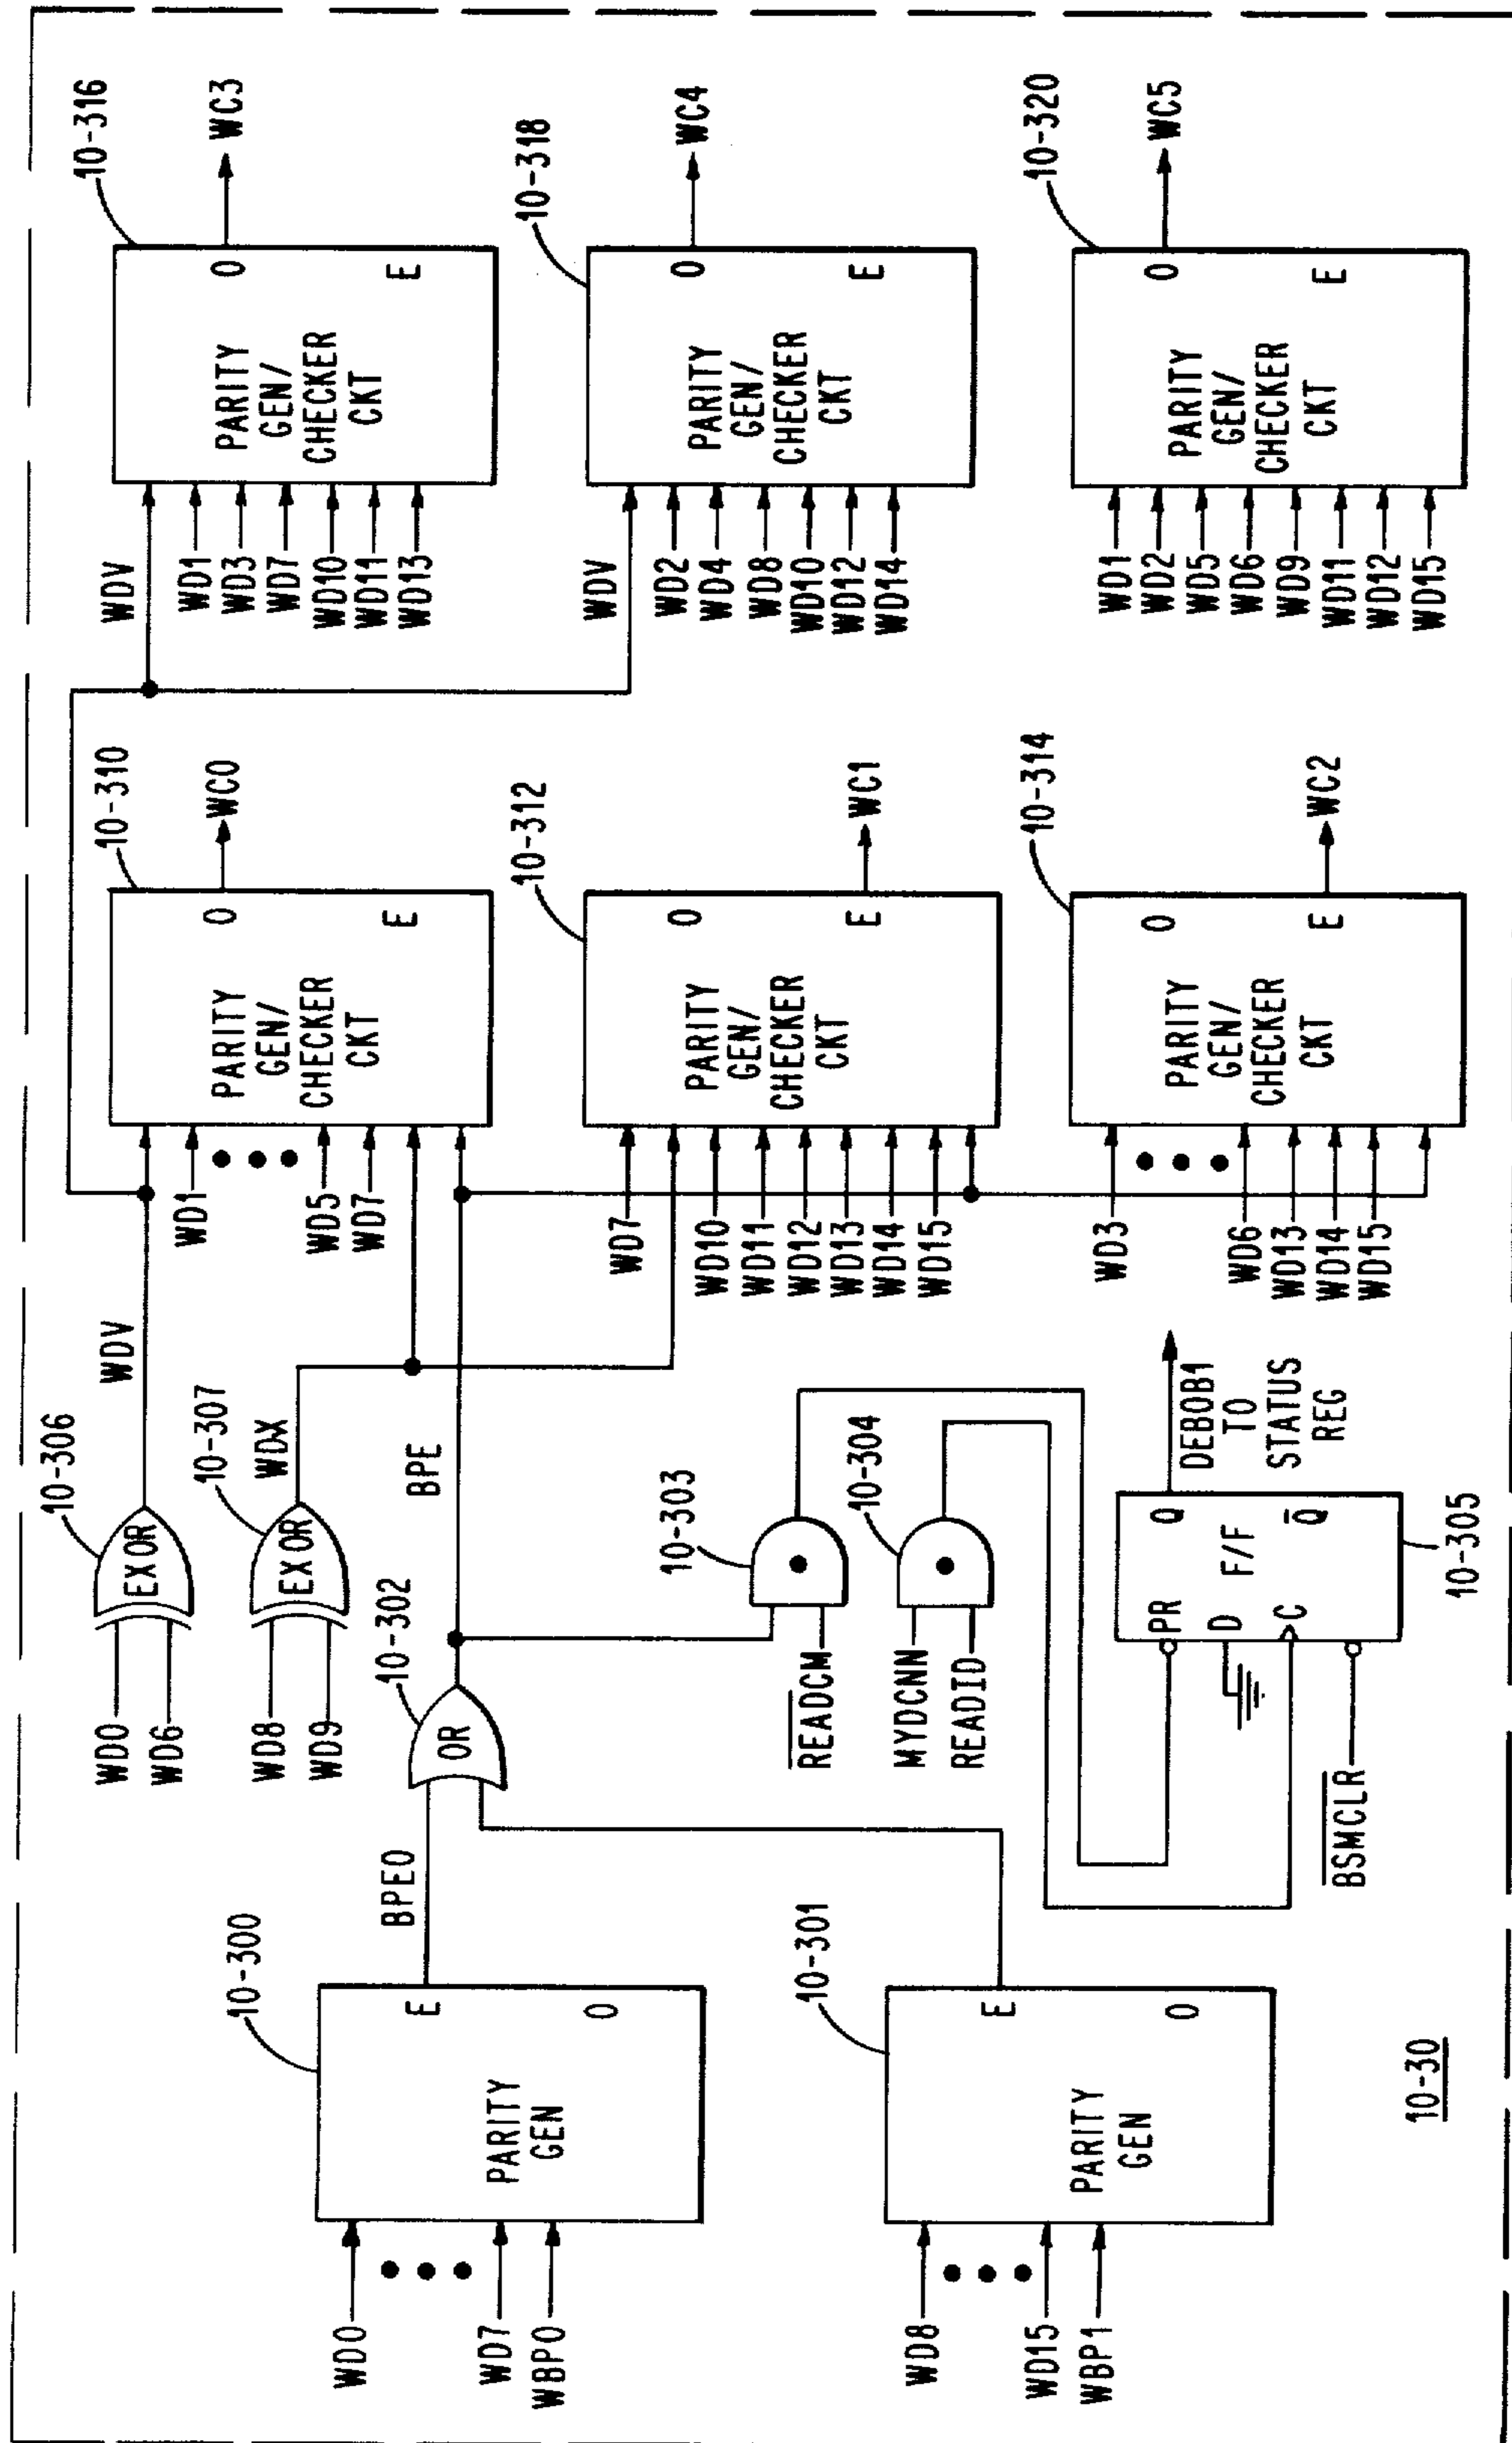 10-300
WD0
WD7
WBP0
PARITY
GEN
E
O
BPE0
10-301
WD8
WD15
WBP1
PARITY
GEN
E
O
10-30
WD0
WD6
EX OR
10-306
WDV
WD8
WD9
EX OR
10-307
WDX
OR
10-302
BPE
READCM
10-303
MYDCNN
READID
10-304
PR
D
C
F/F
Q
Q
10-305
BSMCLR
DEBOB1
TO
STATUS
REG
WD1
WD5
WD7
PARITY
GEN/
CHECKER
CKT
O
E
10-310
WC0
WD7
WD10
WD11
WD12
WD13
WD14
WD15
PARITY
GEN/
CHECKER
CKT
O
E
10-312
WC1
WD3
WD6
WD13
WD14
WD15
PARITY
GEN/
CHECKER
CKT
O
E
10-314
WC2
WDV
WD1
WD3
WD7
WD10
WD11
WD13
PARITY
GEN/
CHECKER
CKT
O
E
10-316
WC3
WDV
WD2
WD4
WD8
WD10
WD12
WD14
PARITY
GEN/
CHECKER
CKT
O
E
10-318
WC4
WD1
WD2
WD5
WD6
WD9
WD11
WD12
WD15
PARITY
GEN/
CHECKER
CKT
O
E
10-320
WC5